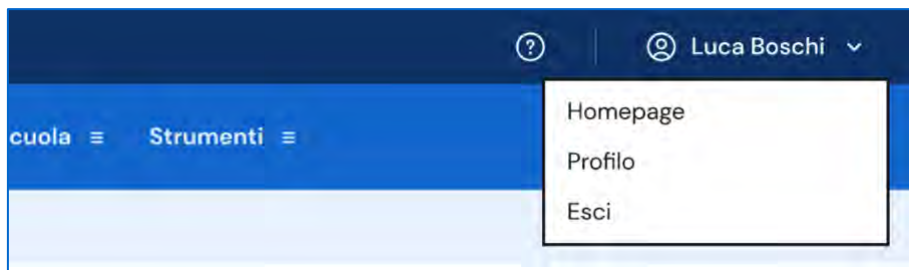 Luca Boschi
cuola Strumenti
Homepage
Profilo
Esci